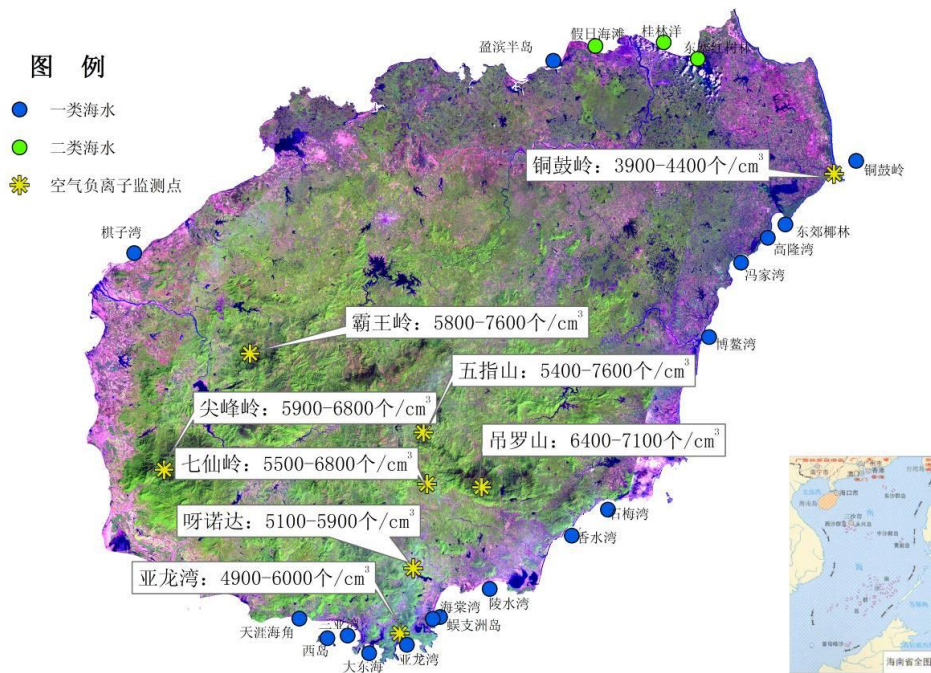 图 例
一类海水
二类海水
空气负离子监测点
盈滨半岛
假日海滩
桂林洋
铜鼓岭：3900-4400个/cm³
铜鼓岭
东郊椰林
高隆湾
冯家湾
棋子湾
博鳌湾
霸王岭：5800-7600个/cm³
五指山：5400-7600个/cm³
尖峰岭：5900-6800个/cm³
吊罗山：6400-7100个/cm³
七仙岭：5500-6800个/cm³
呀诺达：5100-5900个/cm³
石梅湾
香水湾
亚龙湾：4900-6000个/cm³
陵水湾
海棠湾
蜈支洲岛
天涯海角
三亚湾
西岛
大东海
亚龙湾
海口市
三沙市
海南省全图